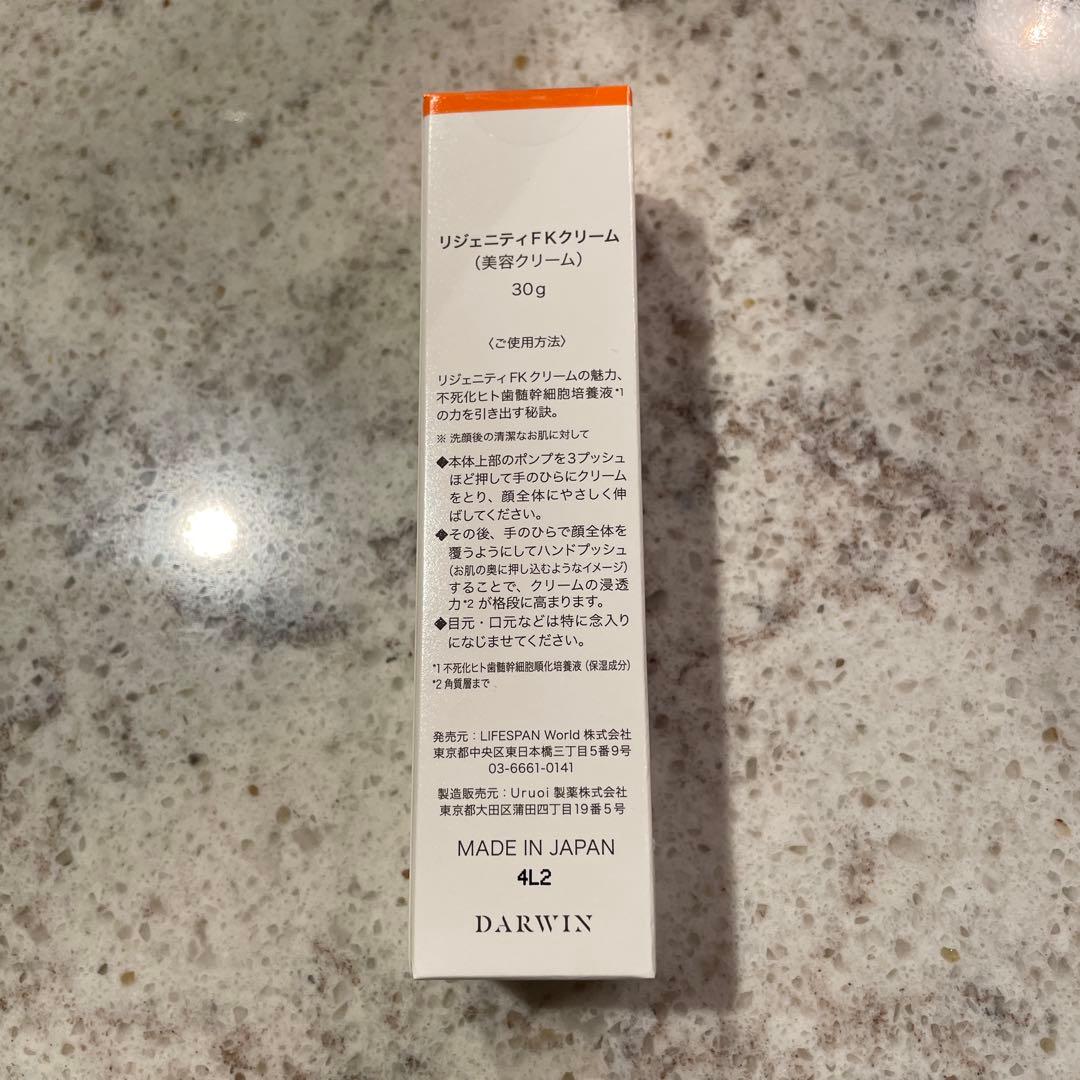 リジェニティFKクリーム
（美容クリーム）
30g
〈ご使用方法〉
リジェニティFKクリームの魅力、
不死化ヒト歯髄幹細胞培養液*1
の力を引き出す秘訣。
※ 洗顔後の清潔なお肌に対して
◆本体上部のポンプを3プッシュ
ほど押して手のひらにクリーム
をとり、顔全体にやさしく伸
ばしてください。
◆その後、手のひらで顔全体を
覆うようにしてハンドプッシュ
（お肌の奥に押し込むようなイメージ）
することで、クリームの浸透
力*2 が格段に高まります。
◆目元・口元などは特に念入り
になじませてください。
*1 不死化ヒト歯髄幹細胞順化培養液（保湿成分）
*2 角質層まで
発売元：LIFESPAN World 株式会社
東京都中央区東日本橋三丁目5番9号
03-6661-0141
製造販売元：Uruoi 製薬株式会社
東京都大田区蒲田四丁目19番5号
MADE IN JAPAN
4L2
DARWIN